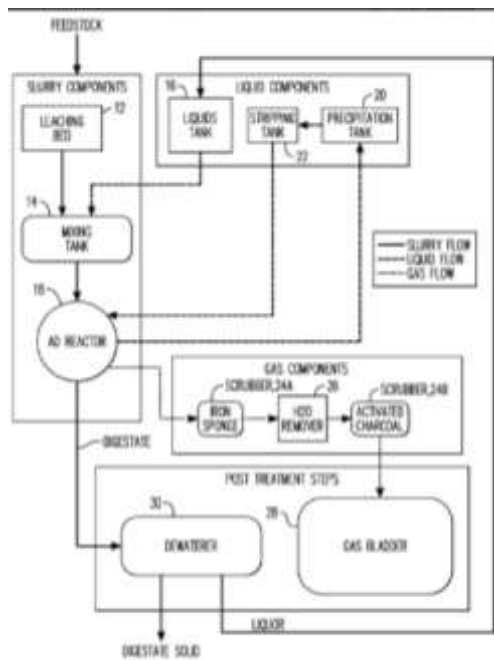 FEEDSTOCK
SLURRY COMPONENTS
12
LEACHING
BED
14
MIXING
TANK
18
AD REACTOR
DIGESTATE
LIQUID COMPONENTS
16
LIQUIDS
TANK
STRIPPING
TANK
22
20
PRECIPITATION
TANK
SLURRY FLOW
LIQUID FLOW
GAS FLOW
GAS COMPONENTS
SCRUBBER,24A
IRON
SPONGE
26
H2O
REMOVER
SCRUBBER,24B
ACTIVATED
CHARCOAL
POST TREATMENT STEPS
30
DEWATERER
28
GAS BLADDER
LIQUOR
DIGESTATE SOLID